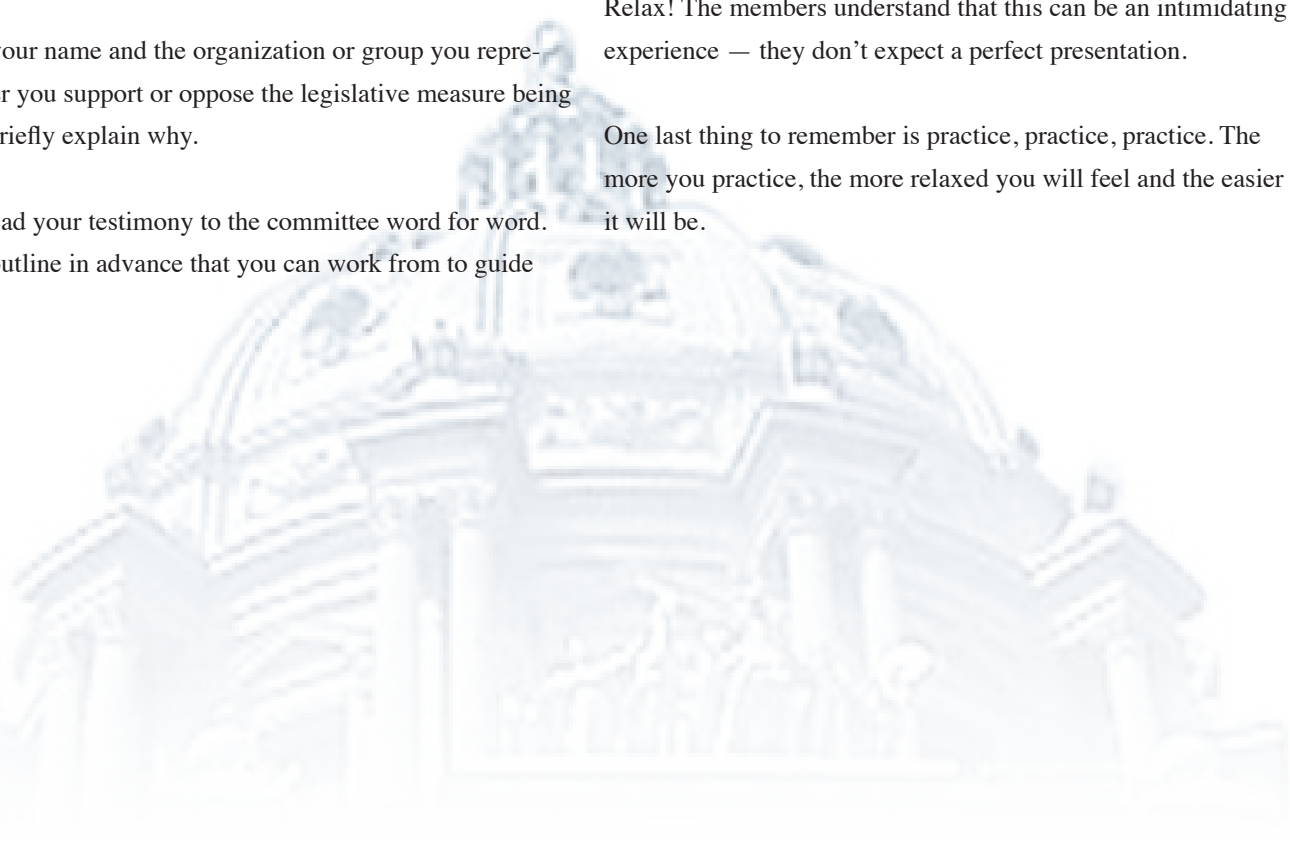 your name and the organization or group you repre-
you support or oppose the legislative measure being
explain why.
your testimony to the committee word for word.
in advance that you can work from to guide
Relax! The members understand that this can be an intimidating
experience — they don’t expect a perfect presentation.
One last thing to remember is practice, practice, practice. The
more you practice, the more relaxed you will feel and the easier
it will be.